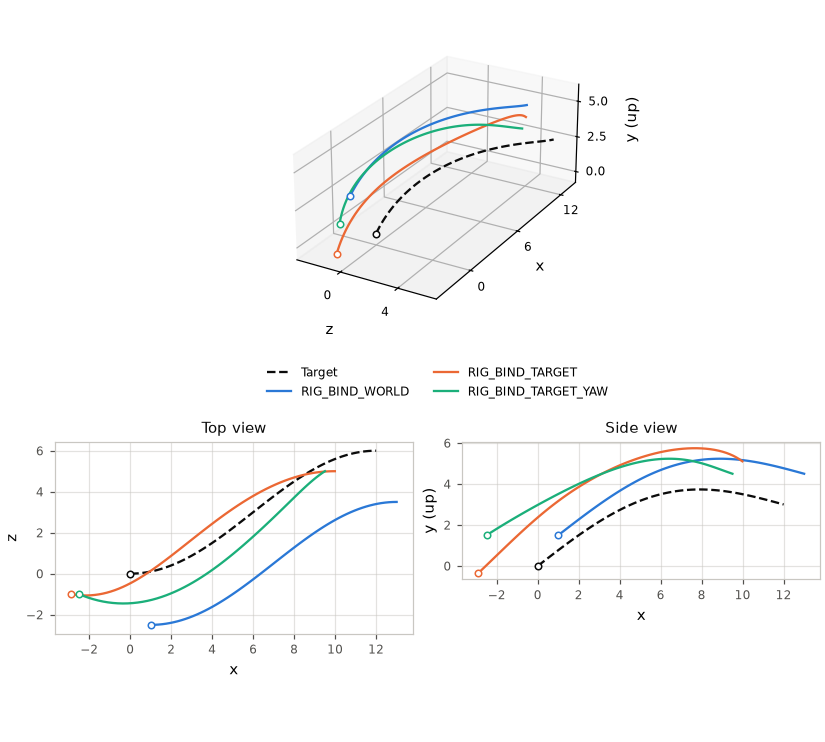 5.0
2.5
0.0
y (up)
12
6
0
x
0
4
z
Target
RIG_BIND_WORLD
RIG_BIND_TARGET
RIG_BIND_TARGET_YAW
Top view
6
4
2
0
−2
z
−2 0 2 4 6 8 10 12
x
Side view
6
4
2
0
y (up)
−2 0 2 4 6 8 10 12
x